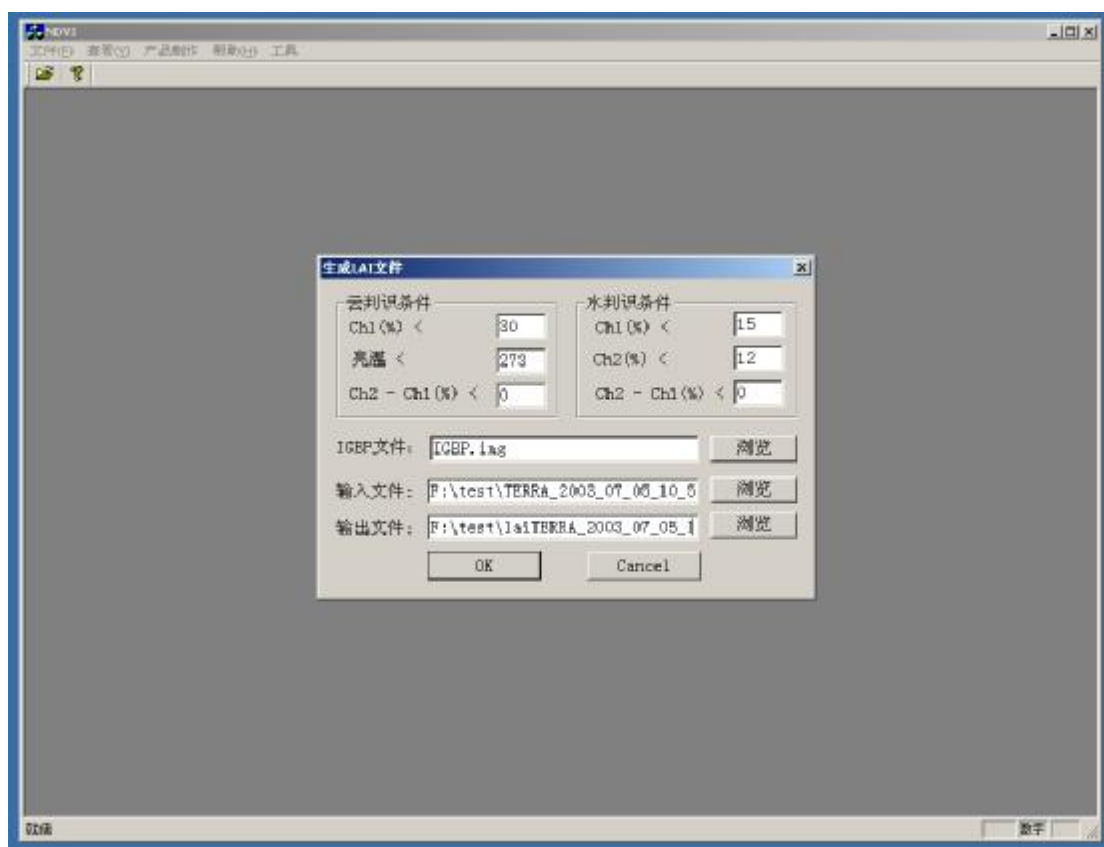 NDVI
文件(F) 查看(V) 产品制作 帮助(H) 工具
生成LAI文件
云判识条件
Ch1(%) < 30
亮温 < 273
Ch2 - Ch1(%) < 0
水判识条件
Ch1(%) < 15
Ch2(%) < 12
Ch2 - Ch1(%) < 0
IGBP文件: IGBP.img 浏览
输入文件: F:\test\TERRA_2003_07_05_10_5 浏览
输出文件: F:\test\laiTERRA_2003_07_05_1 浏览
OK Cancel
就绪 数字